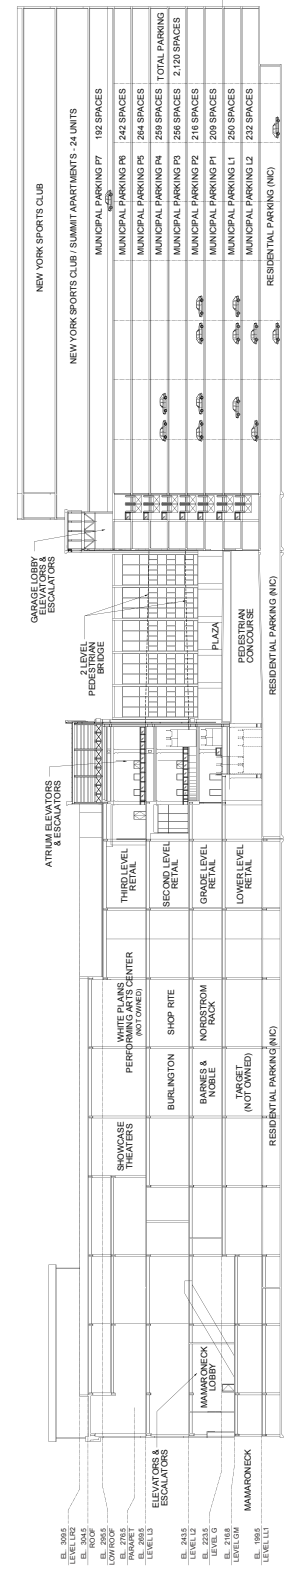 EL. 309.5
LEVEL LR2
EL. 304.5
ROOF
EL. 295.5
LOW ROOF
EL. 276.5
PARAPET
EL. 269.5
LEVEL L3
EL. 243.5
LEVEL L2
EL. 223.5
LEVEL G
EL. 216.8
LEVEL GM
EL. 199.5
LEVEL LL1
ELEVATORS &
ESCALATORS
MAMARONECK
MAMARONECK
LOBBY
SHOWCASE
THEATERS
WHITE PLAINS
PERFORMING ARTS CENTER
(NOT OWNED)
BURLINGTON
SHOP RITE
BARNES &
NOBLE
NORDSTROM
RACK
TARGET
(NOT OWNED)
RESIDENTIAL PARKING (NIC)
THIRD LEVEL
RETAIL
SECOND LEVEL
RETAIL
GRADE LEVEL
RETAIL
LOWER LEVEL
RETAIL
ATRIUM ELEVATORS
& ESCALATORS
2 LEVEL
PEDESTRIAN
BRIDGE
PLAZA
PEDESTRIAN
CONCOURSE
RESIDENTIAL PARKING (NIC)
GARAGE LOBBY
ELEVATORS &
ESCALATORS
NEW YORK SPORTS CLUB
NEW YORK SPORTS CLUB / SUMMIT APARTMENTS - 24 UNITS
MUNICIPAL PARKING P7 192 SPACES
MUNICIPAL PARKING P6 242 SPACES
MUNICIPAL PARKING P5 264 SPACES
MUNICIPAL PARKING P4 259 SPACES TOTAL PARKING
MUNICIPAL PARKING P3 256 SPACES 2,120 SPACES
MUNICIPAL PARKING P2 216 SPACES
MUNICIPAL PARKING P1 209 SPACES
MUNICIPAL PARKING L1 250 SPACES
MUNICIPAL PARKING L2 232 SPACES
RESIDENTIAL PARKING (NIC)